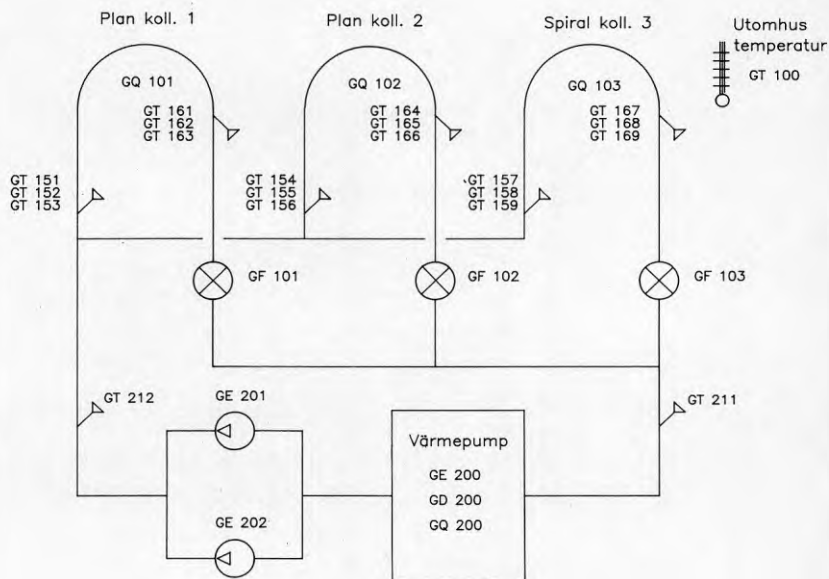 Plan koll. 1
Plan koll. 2
Spiral koll. 3
Utomhus
temperatur
GT 100
GQ 101
GT 161
GT 162
GT 163
GQ 102
GT 164
GT 165
GT 166
GQ 103
GT 167
GT 168
GT 169
GT 151
GT 152
GT 153
GT 154
GT 155
GT 156
GT 157
GT 158
GT 159
GF 101
GF 102
GF 103
GT 212
GE 201
GT 211
Värmepump
GE 200
GD 200
GQ 200
GE 202